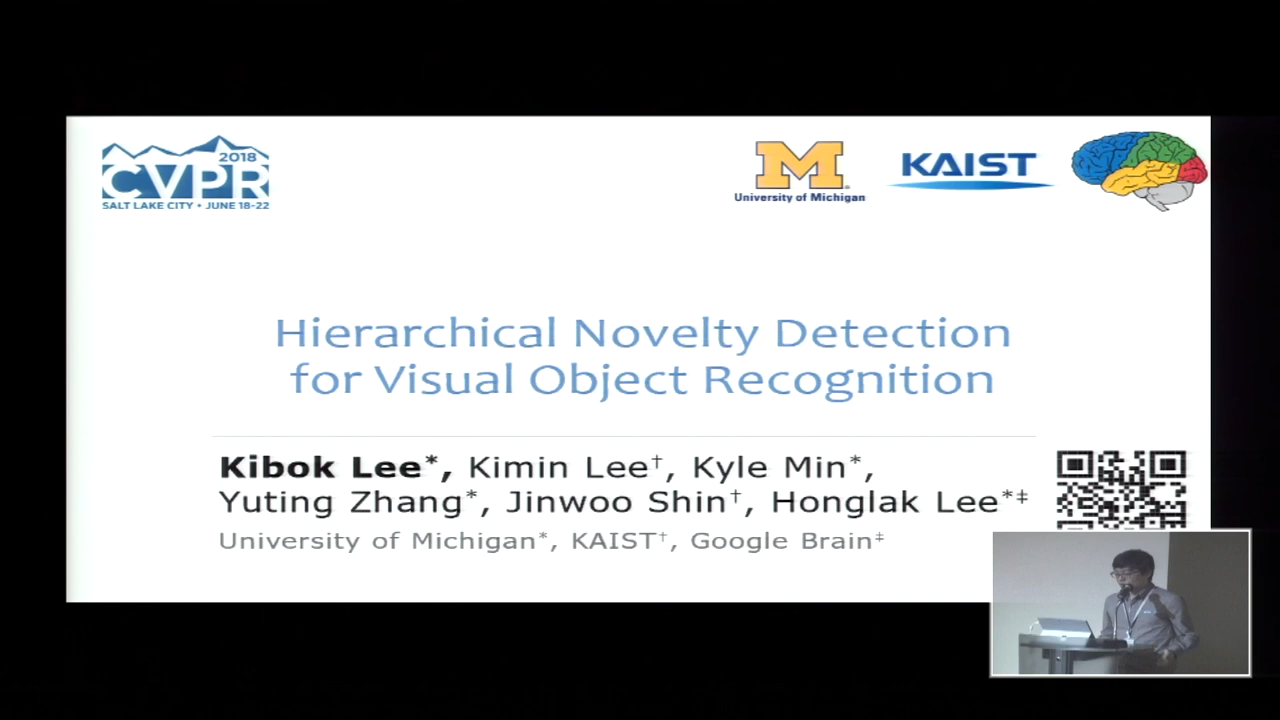 2018
CVPR
SALT LAKE CITY • JUNE 18-22
M
University of Michigan
KAIST
Hierarchical Novelty Detection
for Visual Object Recognition
Kibok Lee*, Kimin Lee†, Kyle Min*,
Yuting Zhang*, Jinwoo Shin†, Honglak Lee*‡
University of Michigan*, KAIST†, Google Brain‡